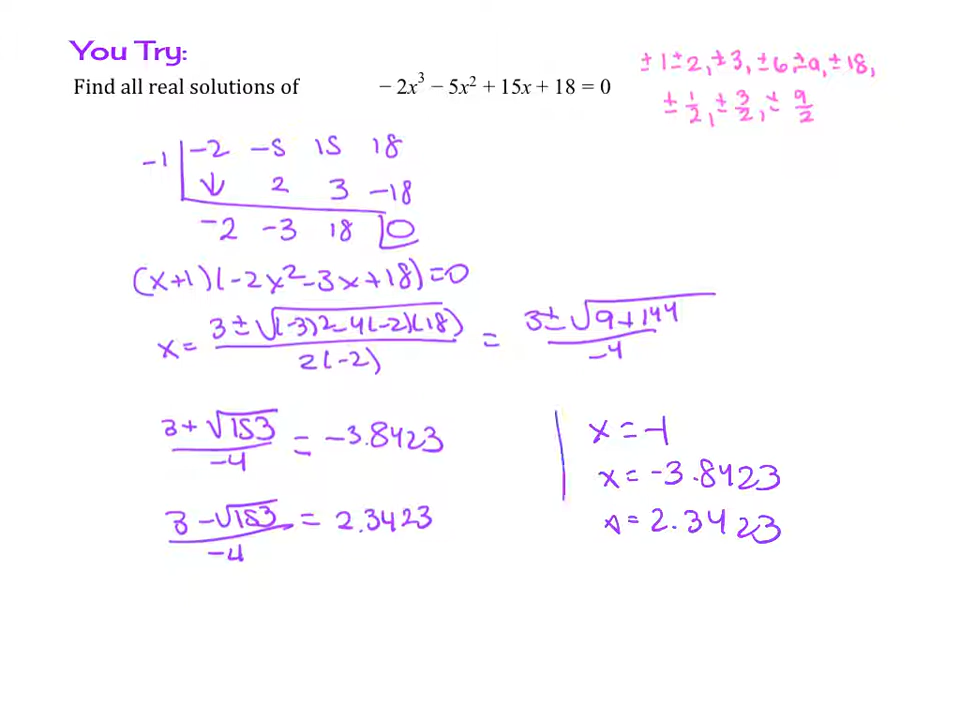 You Try:
Find all real solutions of −2x³ − 5x² + 15x + 18 = 0
±1 ±2, ±3, ±6, ±9, ±18,
±1/2, ±3/2, ±9/2
-1 | -2 -5 15 18
↓ 2 3 -18
-2 -3 18 |0
(x+1)(-2x²-3x+18)=0
x = (3 ± √((-3)²-4(-2)(18))) / (2(-2)) = (3 ± √(9+144)) / -4
(3 + √153) / -4 = -3.8423
(3 - √153) / -4 = 2.3423
x = -1
x = -3.8423
x = 2.3423